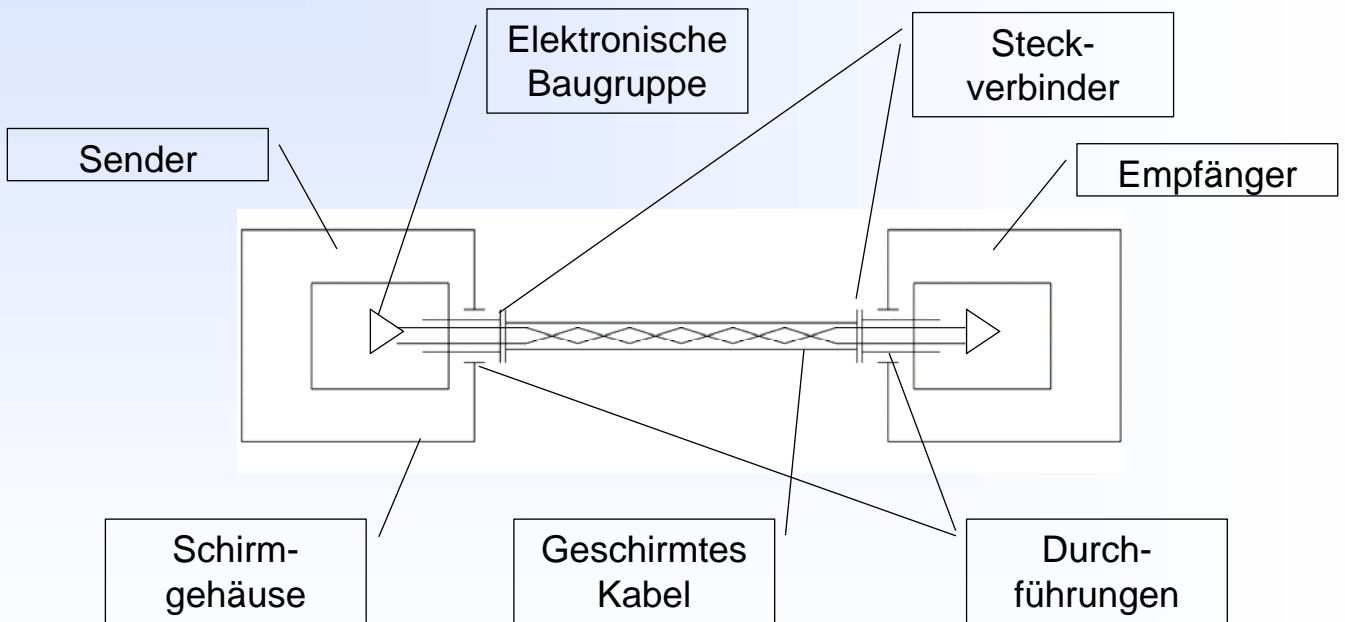 Elektronische
Baugruppe
Steck-
verbinder
Sender
Empfänger
Schirm-
gehäuse
Geschirmtes
Kabel
Durch-
führungen